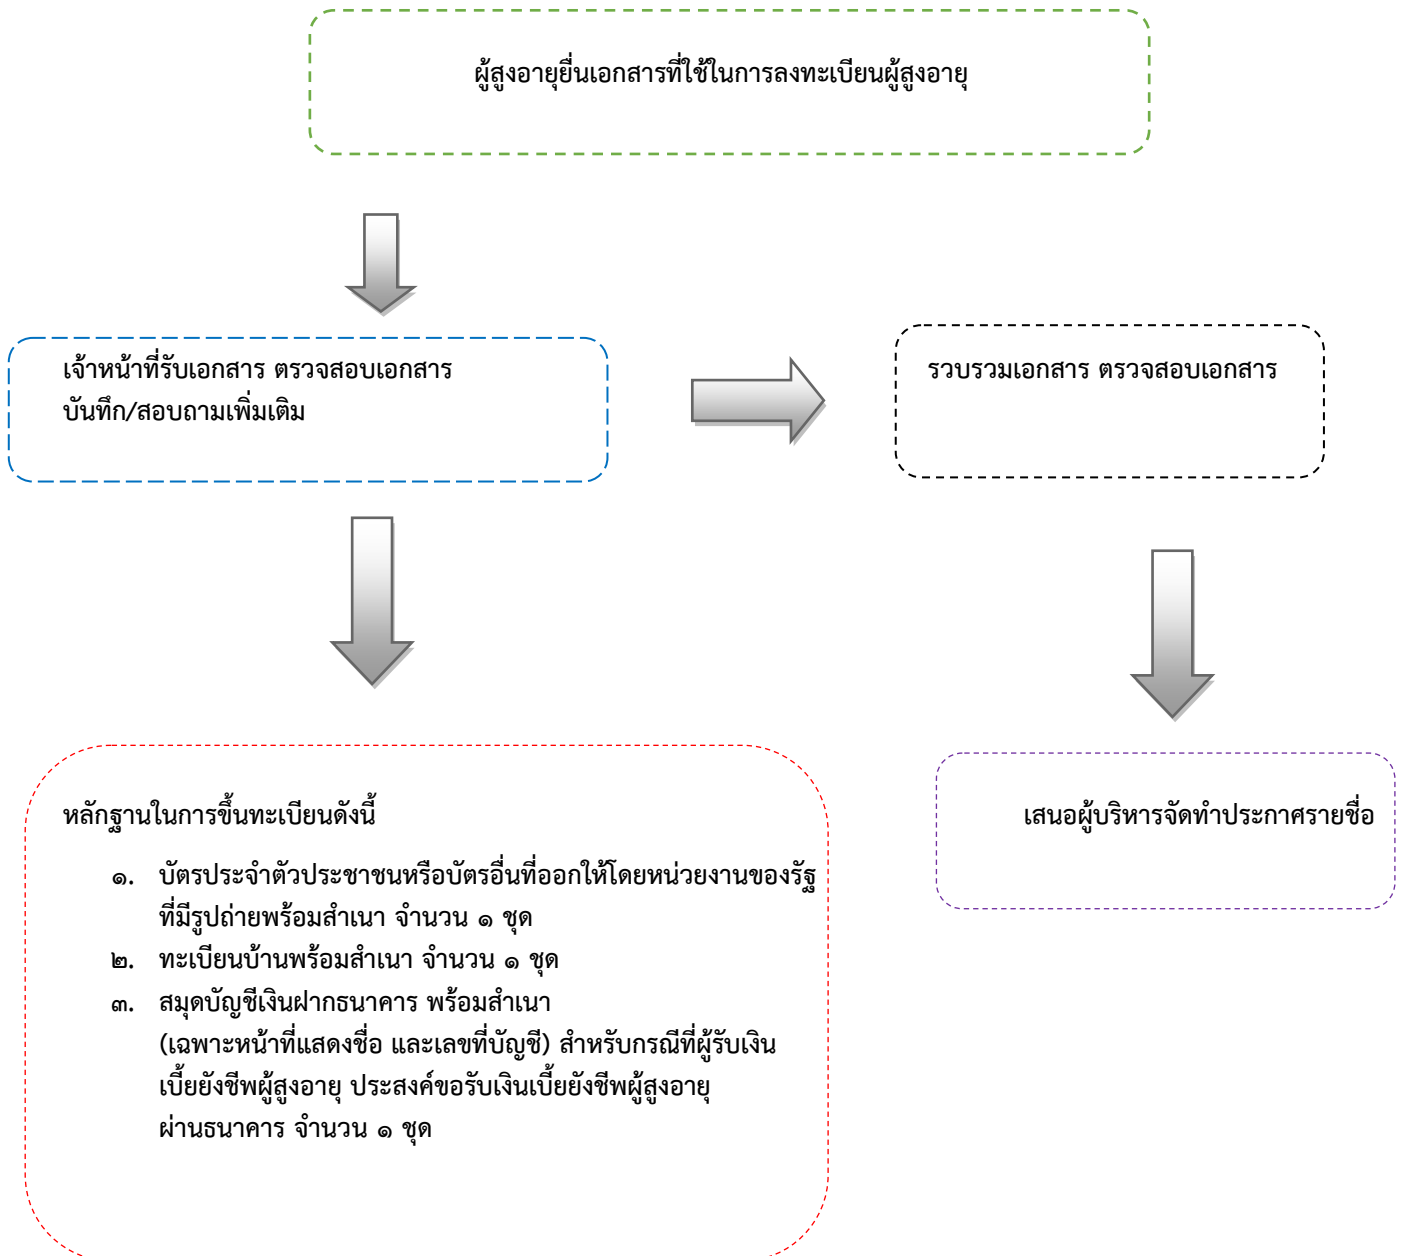 ผู้สูงอายุยื่นเอกสารที่ใช้ในการลงทะเบียนผู้สูงอายุ
เจ้าหน้าที่รับเอกสาร ตรวจสอบเอกสาร
บันทึก/สอบถามเพิ่มเติม
รวบรวมเอกสาร ตรวจสอบเอกสาร
หลักฐานในการขึ้นทะเบียนดังนี้
๑. บัตรประจำตัวประชาชนหรือบัตรอื่นที่ออกให้โดยหน่วยงานของรัฐ
ที่มีรูปถ่ายพร้อมสำเนา จำนวน ๑ ชุด
๒. ทะเบียนบ้านพร้อมสำเนา จำนวน ๑ ชุด
๓. สมุดบัญชีเงินฝากธนาคาร พร้อมสำเนา
(เฉพาะหน้าที่แสดงชื่อ และเลขที่บัญชี) สำหรับกรณีที่ผู้รับเงิน
เบี้ยยังชีพผู้สูงอายุ ประสงค์ขอรับเงินเบี้ยยังชีพผู้สูงอายุ
ผ่านธนาคาร จำนวน ๑ ชุด
เสนอผู้บริหารจัดทำประกาศรายชื่อ